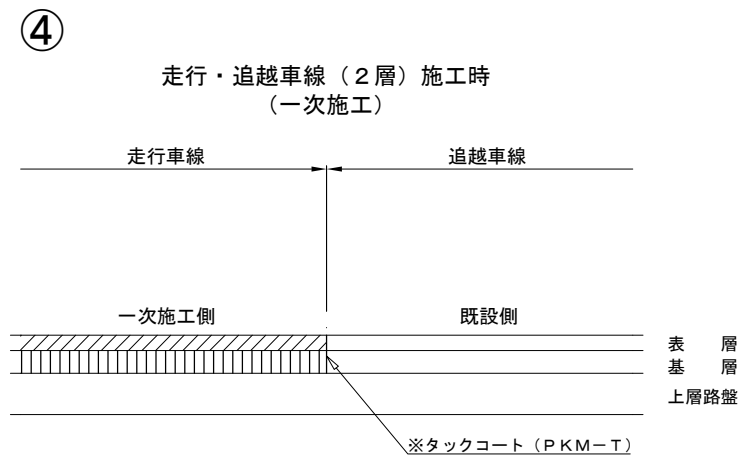 ④
走行・追越車線（２層）施工時
（一次施工）
走行車線
追越車線
一次施工側
既設側
表　層
基　層
上層路盤
※タックコート（ＰＫＭ－Ｔ）